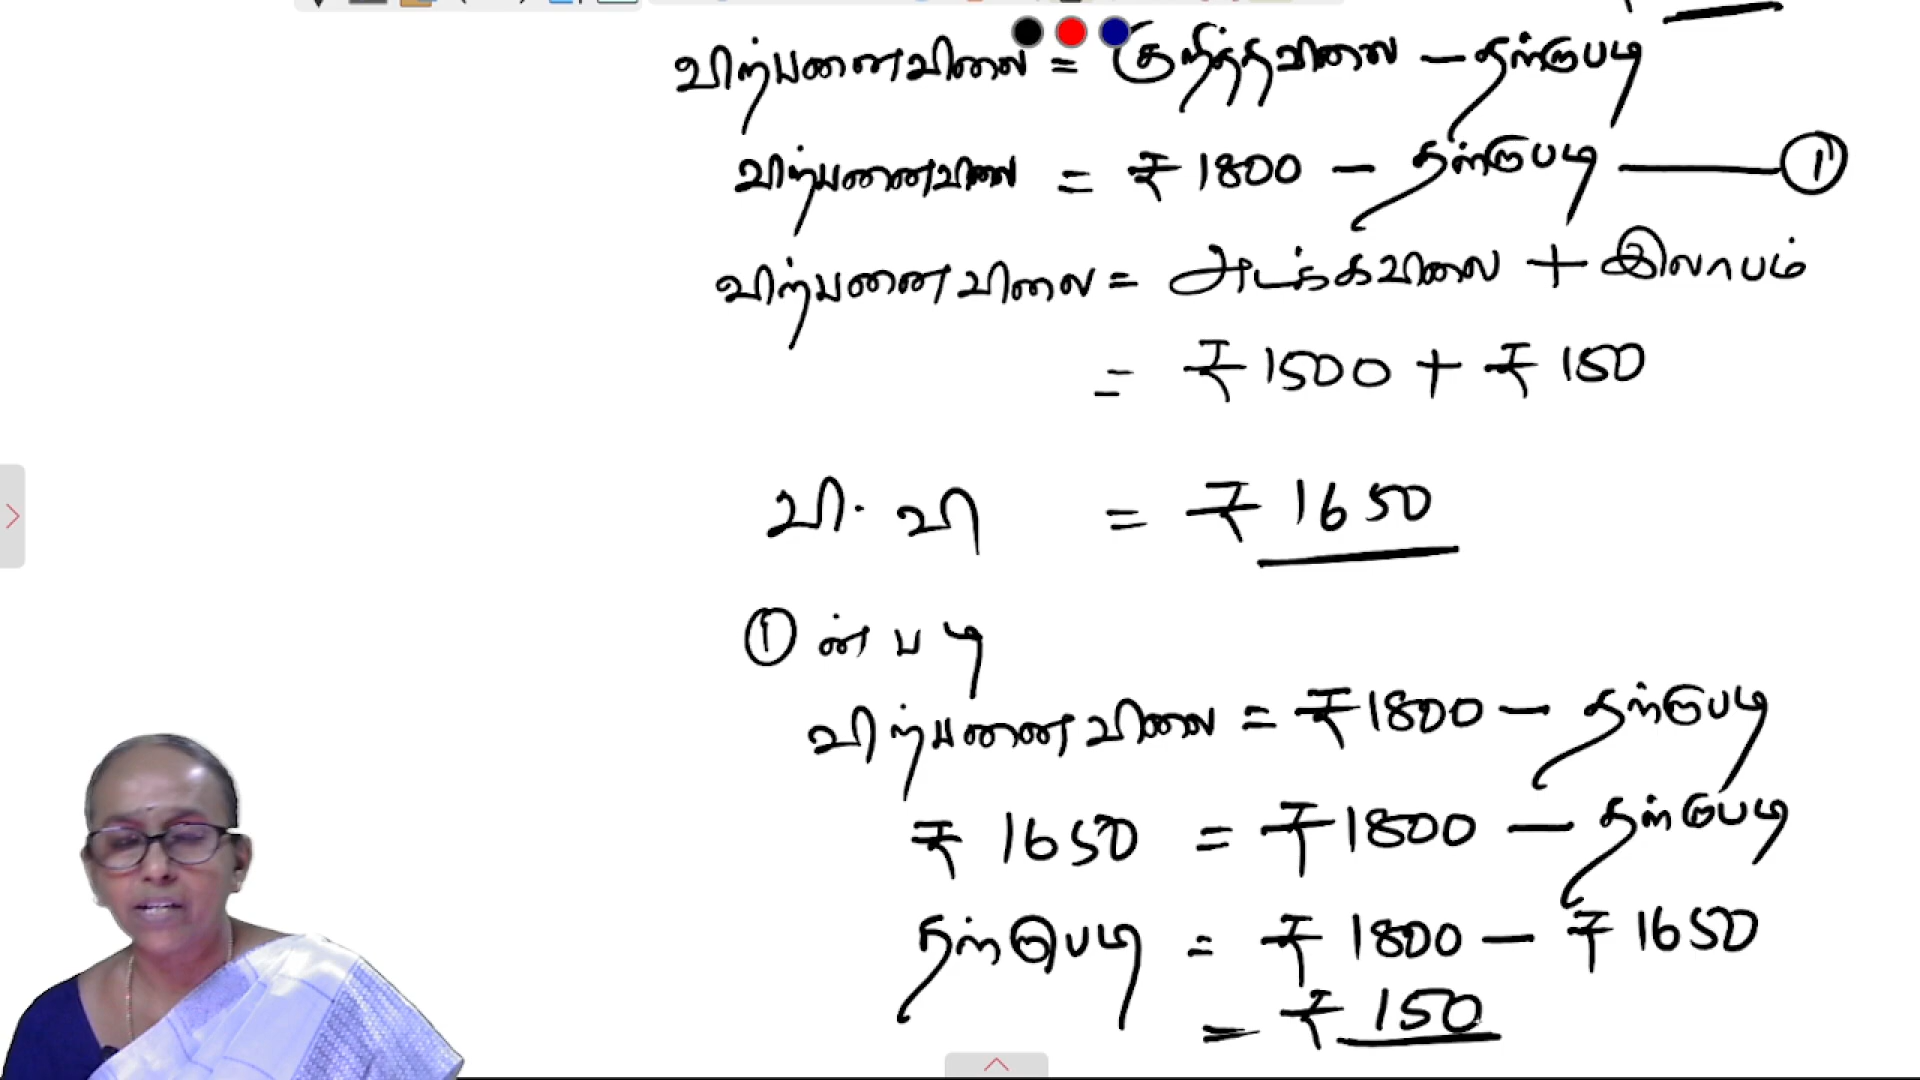 விற்பனைவிலை = குறித்தவிலை – தள்ளுபடி
விற்பனைவிலை = ₹ 1800 – தள்ளுபடி ——— ①
விற்பனைவிலை = அடக்கவிலை + இலாபம்
= ₹ 1500 + ₹ 150
வி. வி = ₹ 1650
① ன் படி
விற்பனைவிலை = ₹ 1800 – தள்ளுபடி
₹ 1650 = ₹ 1800 – தள்ளுபடி
தள்ளுபடி = ₹ 1800 – ₹ 1650
= ₹ 150